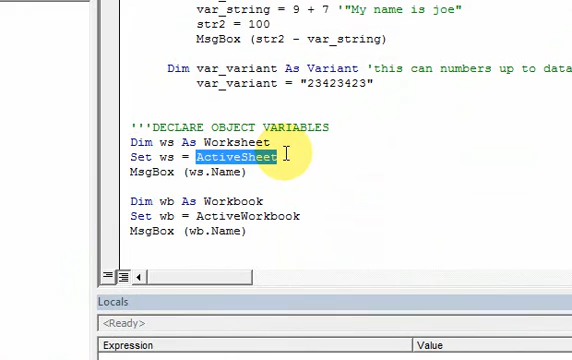 var_string = 9 + 7 '"My name is joe"
str2 = 100
MsgBox (str2 - var_string)
Dim var_variant As Variant 'this can numbers up to data
var_variant = "23423423"
'''DECLARE OBJECT VARIABLES
Dim ws As Worksheet
Set ws = ActiveSheet
MsgBox (ws.Name)
Dim wb As Workbook
Set wb = ActiveWorkbook
MsgBox (wb.Name)
Locals
<Ready>
Expression Value